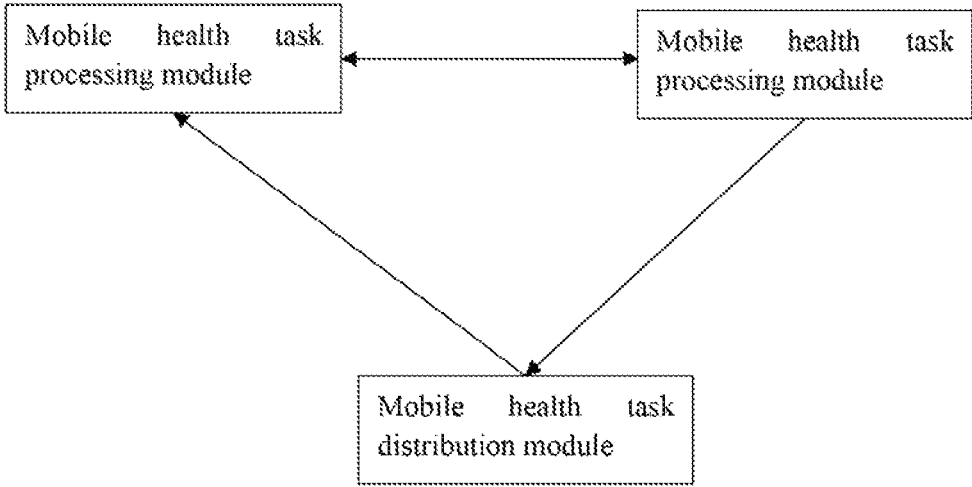 Mobile health task
processing module
Mobile health task
processing module
Mobile health task
distribution module